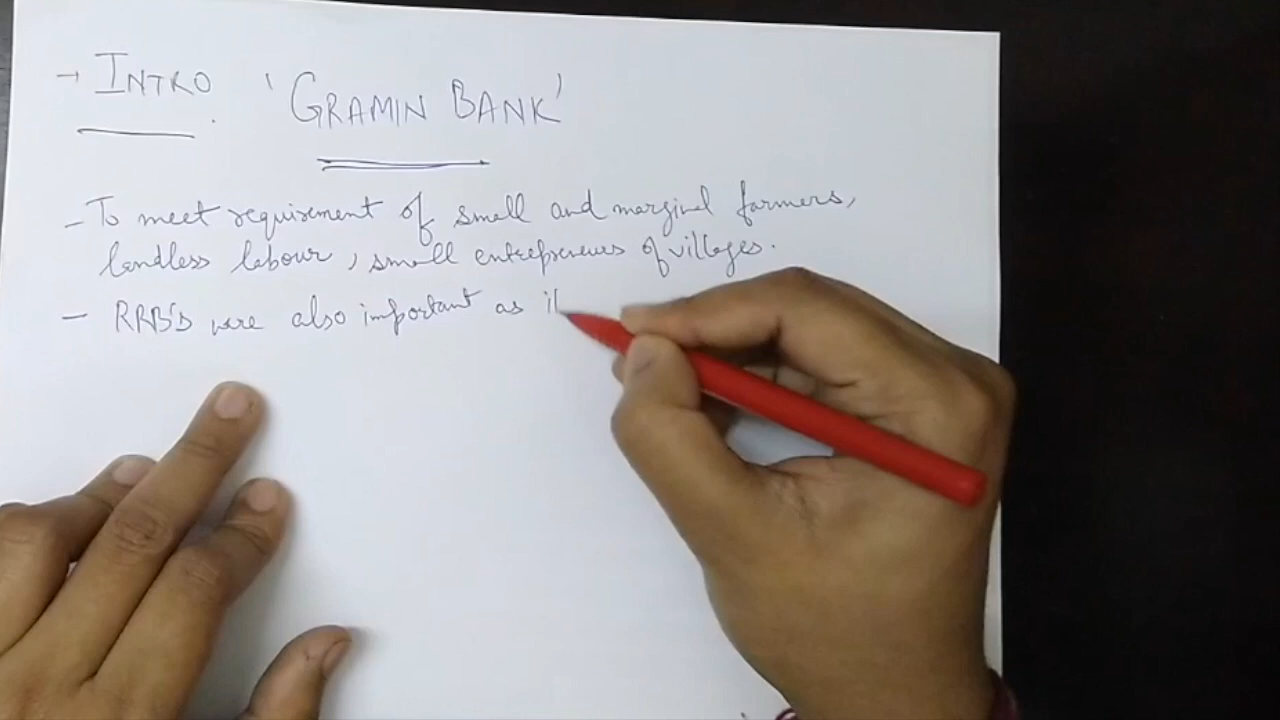 → INTRO. 'GRAMIN BANK'
- To meet requirement of small and marginal farmers,
landless labour, small entrepreneurs of villages.
- RRB'S were also important as